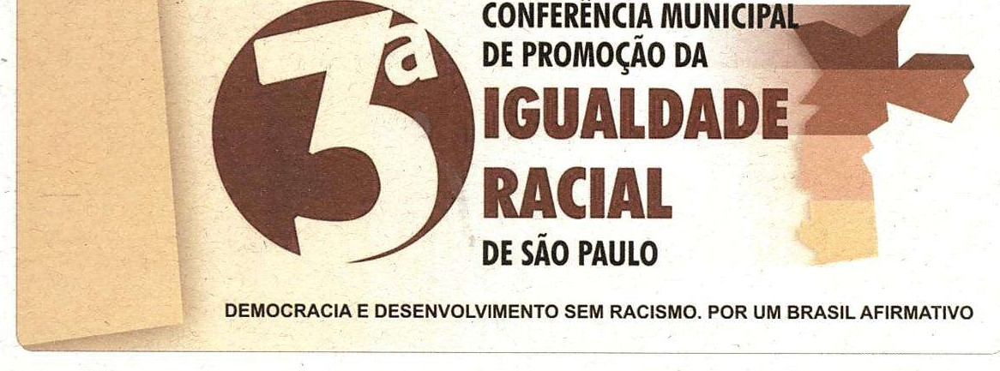 3ª
CONFERÊNCIA MUNICIPAL
DE PROMOÇÃO DA
IGUALDADE
RACIAL
DE SÃO PAULO
DEMOCRACIA E DESENVOLVIMENTO SEM RACISMO. POR UM BRASIL AFIRMATIVO